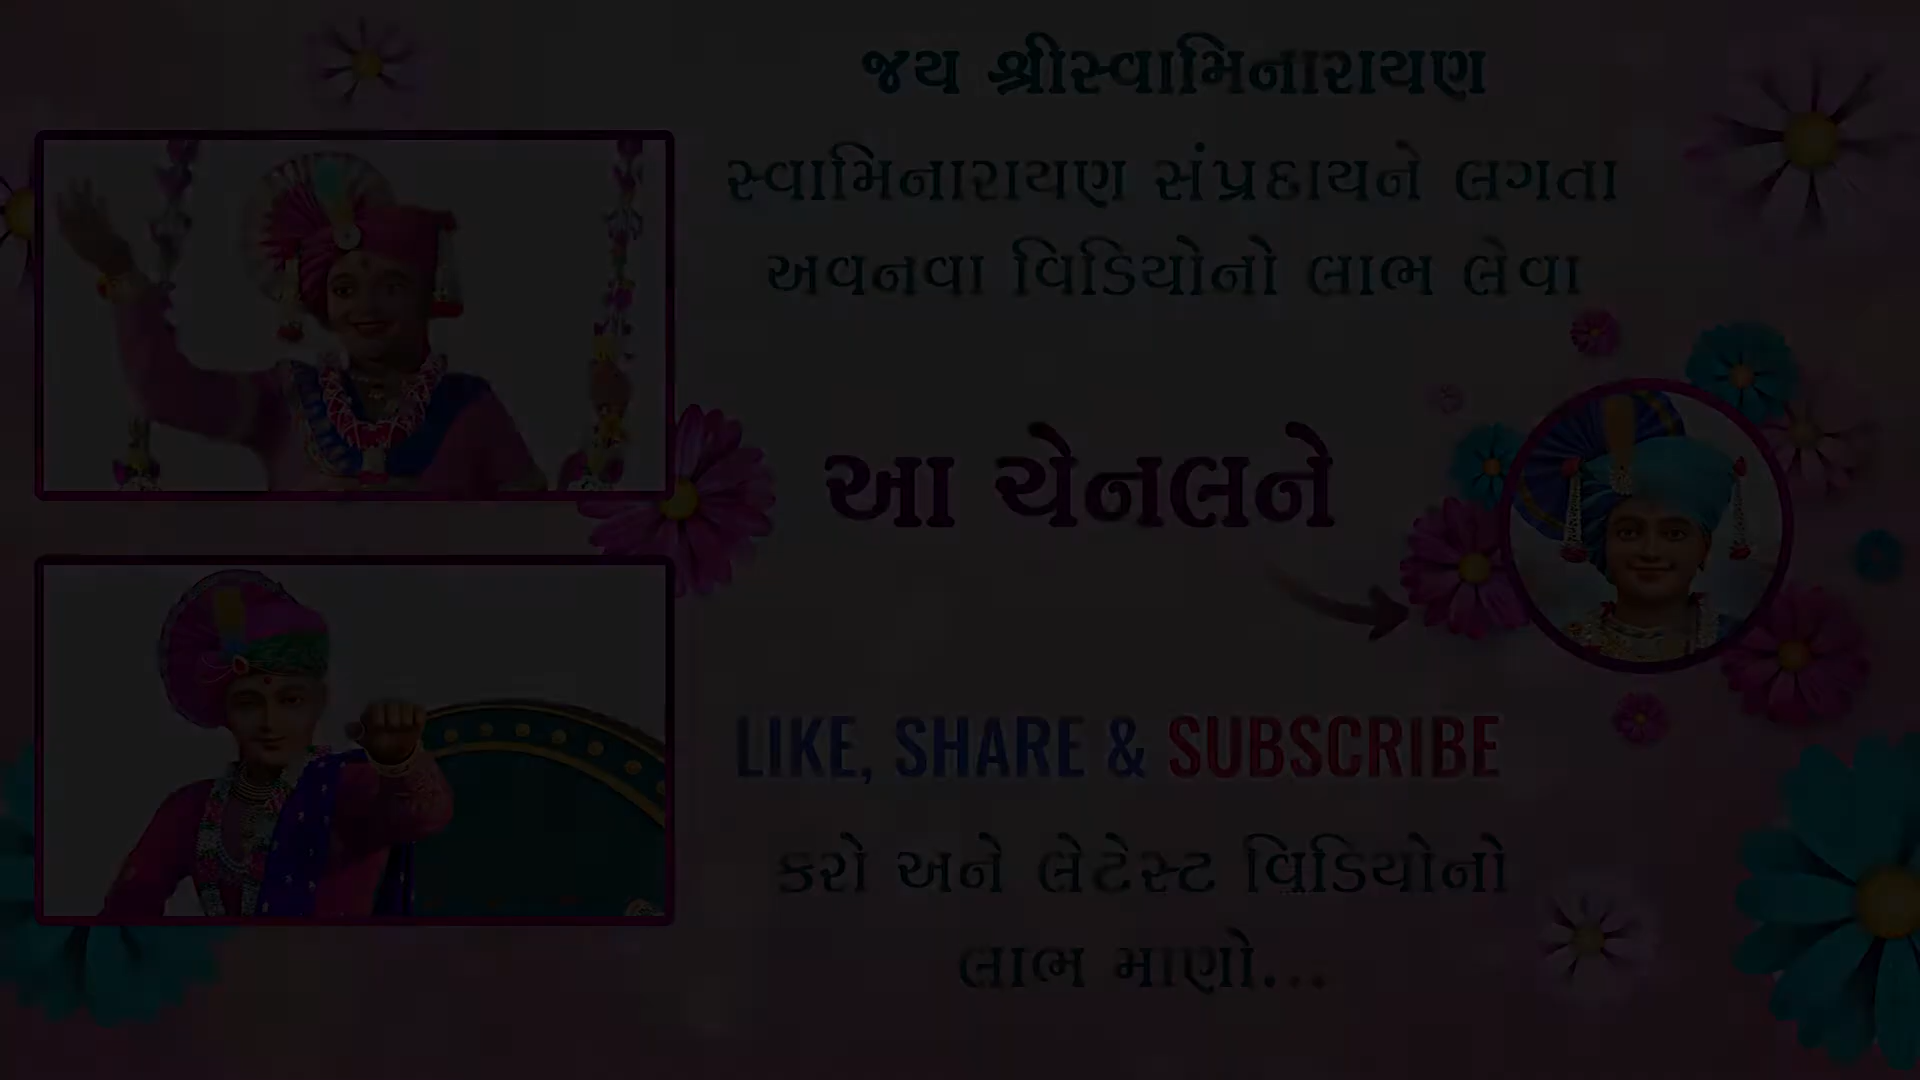 જય શ્રીસ્વામિનારાયણ
સ્વામિનારાયણ સંપ્રદાયને લગતા
અવનવા વિડિયોનો લાભ લેવા
આ ચેનલને
LIKE, SHARE & SUBSCRIBE
કરો અને લેટેસ્ટ વિડિયોનો
લાભ માણો...